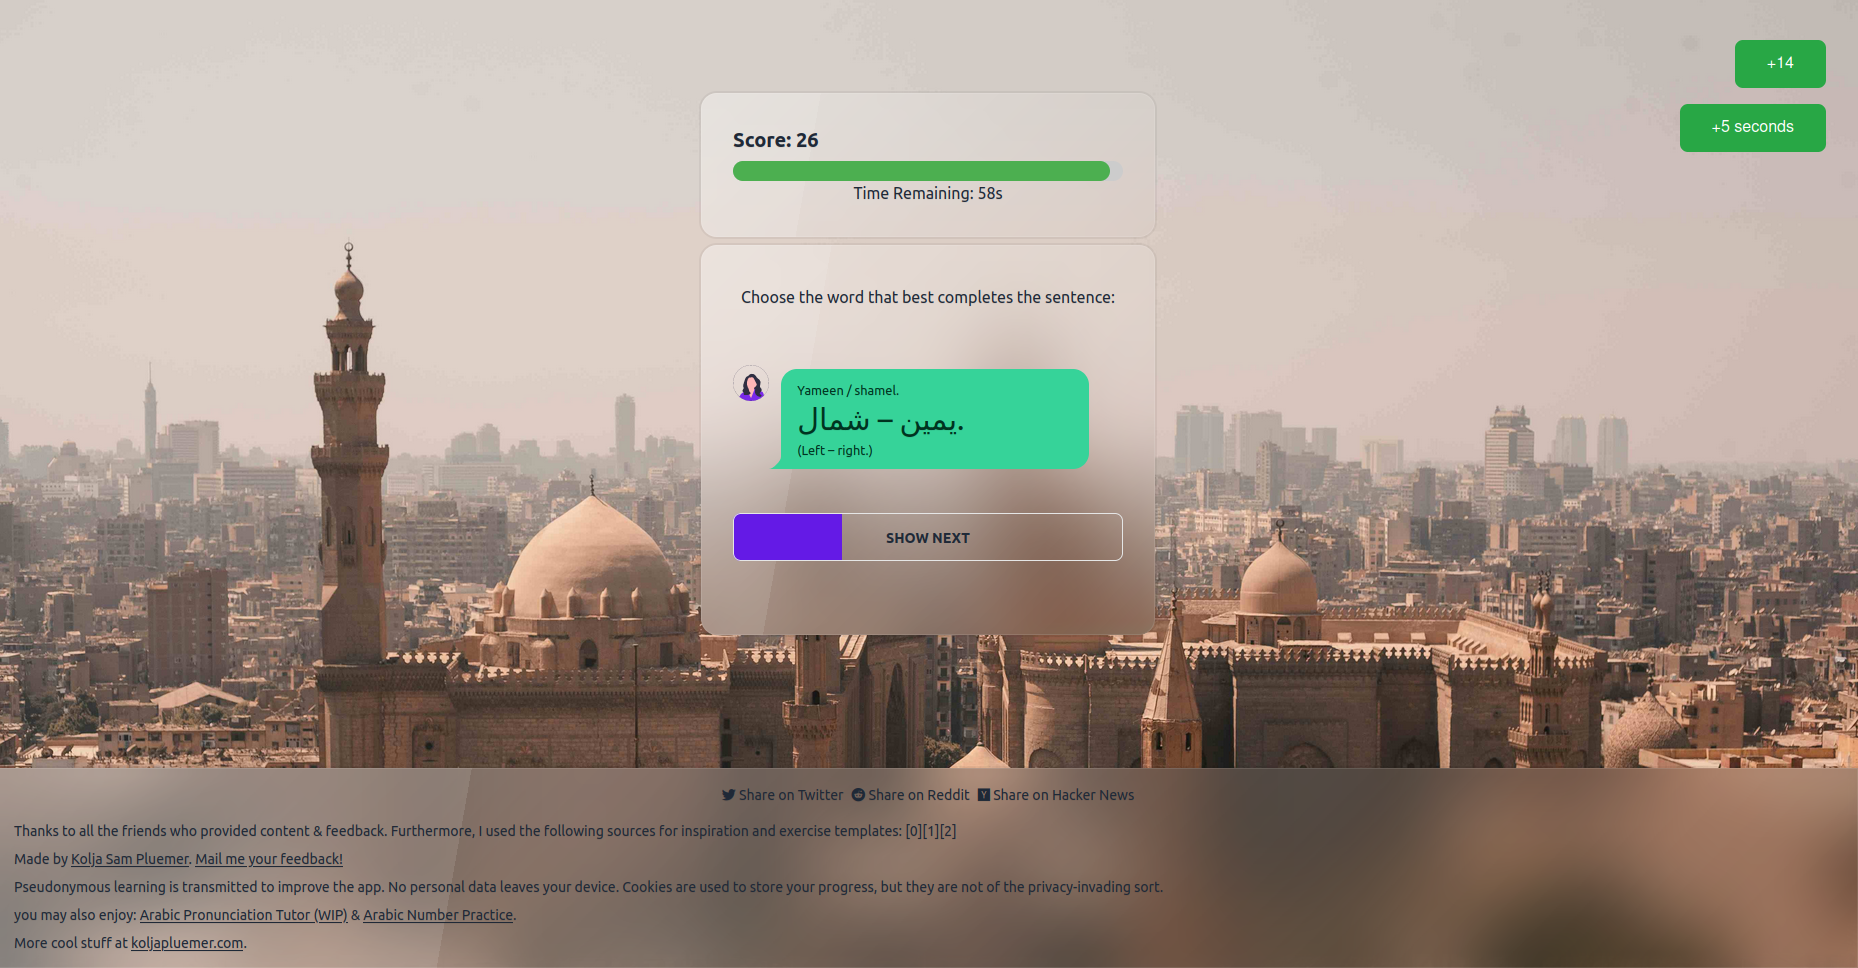 +14
+5 seconds
Score: 26
Time Remaining: 58s
Choose the word that best completes the sentence:
Yameen / shamel.
يمين – شمال.
(Left – right.)
SHOW NEXT
Share on Twitter Share on Reddit Share on Hacker News
Thanks to all the friends who provided content & feedback. Furthermore, I used the following sources for inspiration and exercise templates: [0][1][2]
Made by Kolja Sam Pluemer. Mail me your feedback!
Pseudonymous learning is transmitted to improve the app. No personal data leaves your device. Cookies are used to store your progress, but they are not of the privacy-invading sort.
you may also enjoy: Arabic Pronunciation Tutor (WIP) & Arabic Number Practice.
More cool stuff at koljapluemer.com.